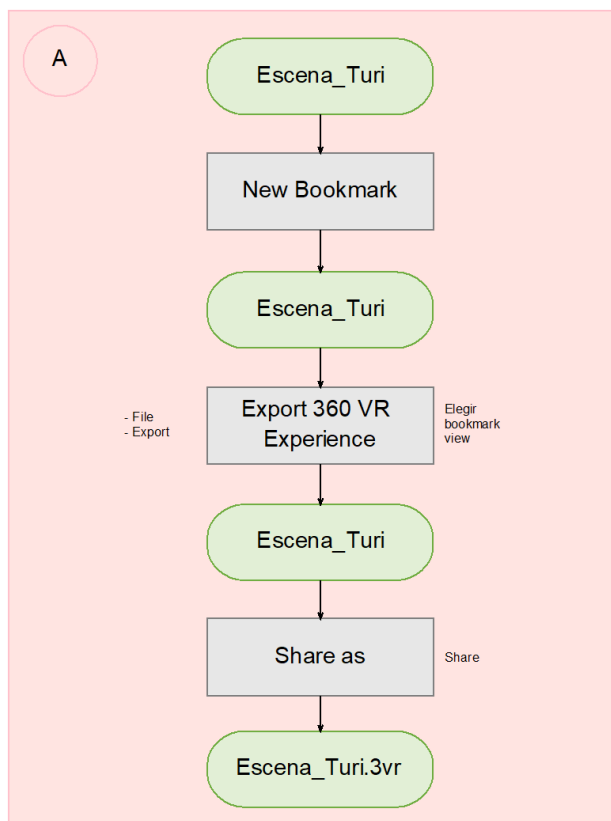 A
Escena_Turi
New Bookmark
Escena_Turi
- File
- Export
Export 360 VR
Experience
Elegir
bookmark
view
Escena_Turi
Share as
Share
Escena_Turi.3vr